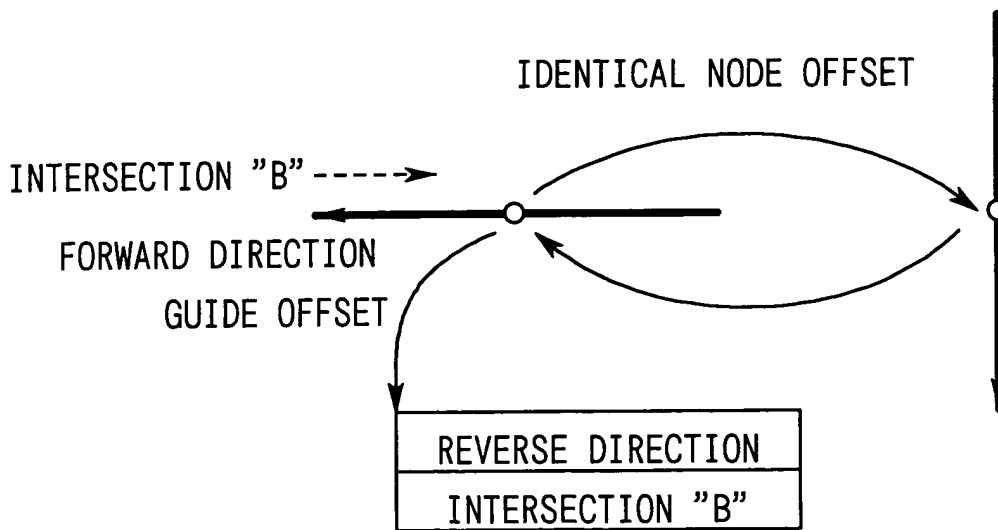 IDENTICAL NODE OFFSET
INTERSECTION "B"
FORWARD DIRECTION
GUIDE OFFSET
REVERSE DIRECTION
INTERSECTION "B"